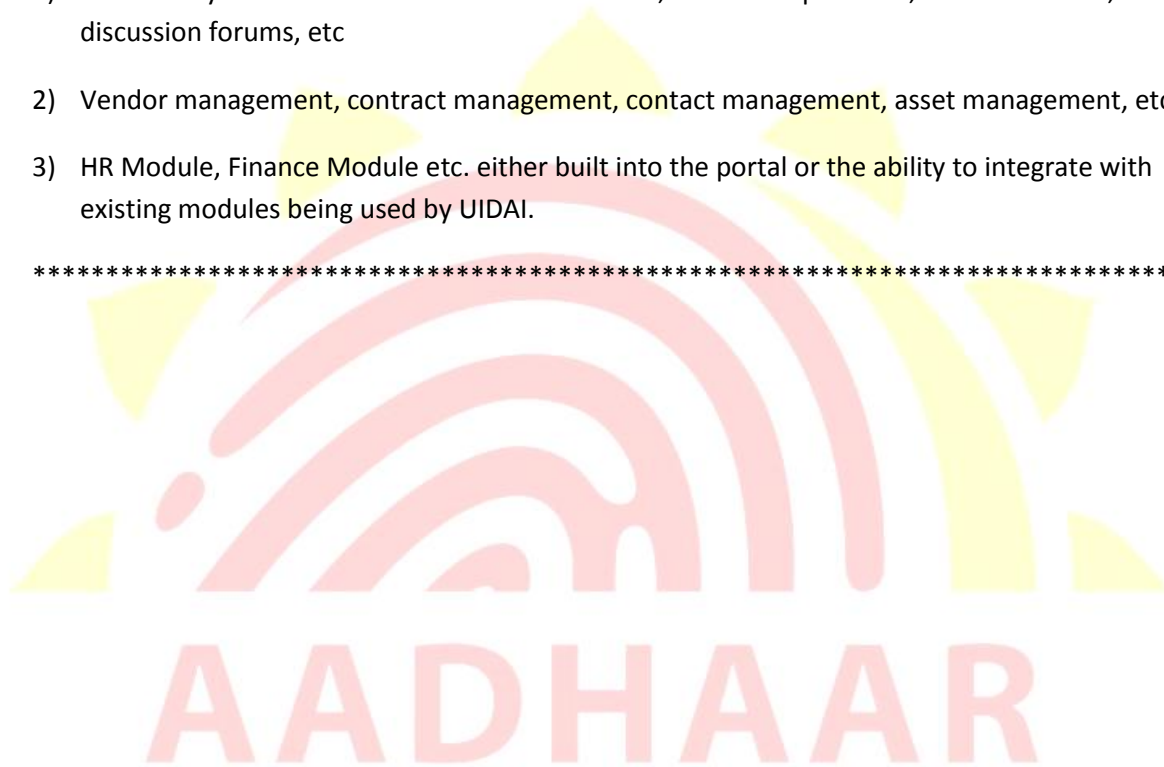 discussion forums, etc
2) Vendor management, contract management, contact management, asset management, etc
3) HR Module, Finance Module etc. either built into the portal or the ability to integrate with
existing modules being used by UIDAI.
******************************************************************************
AADHAAR